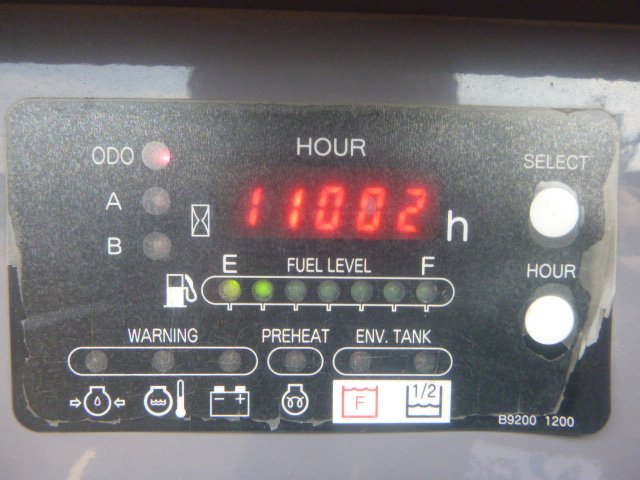 HOUR
ODO
SELECT
A
11002 h
B
E FUEL LEVEL F
HOUR
WARNING PREHEAT ENV. TANK
F 1/2
- +
B9200 1200